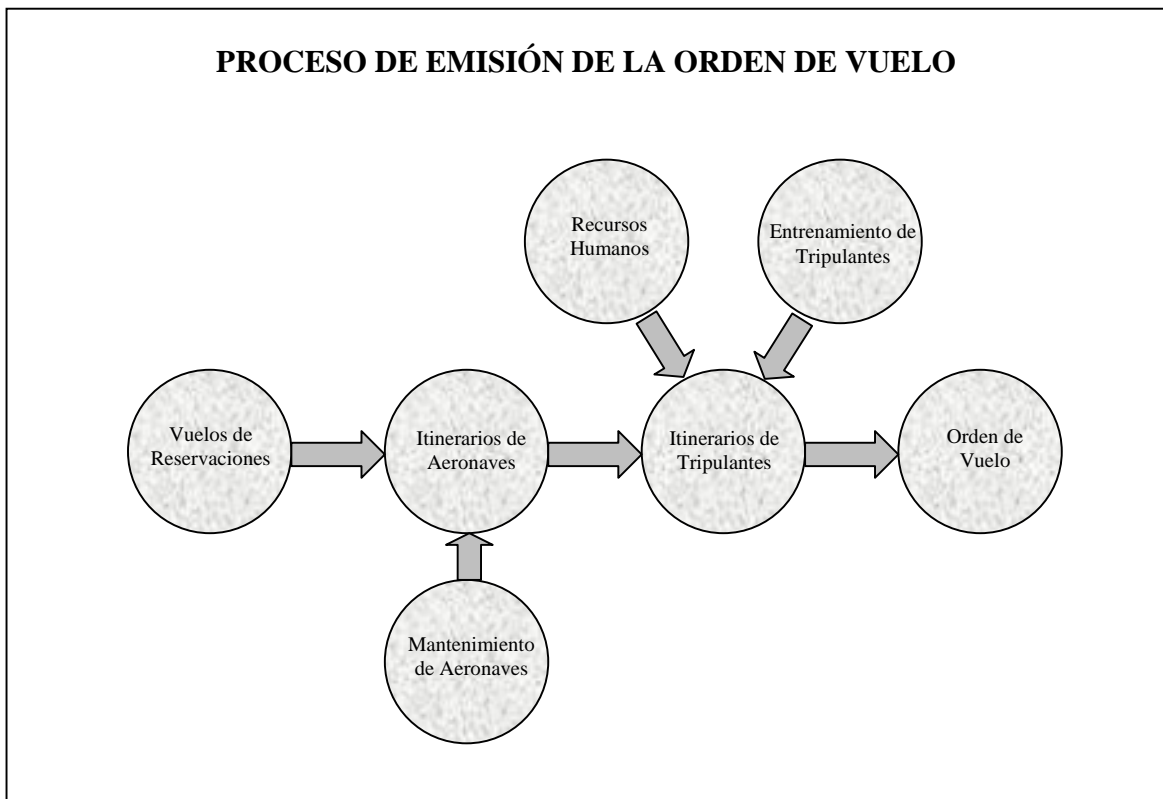 PROCESO DE EMISIÓN DE LA ORDEN DE VUELO
Recursos
Humanos
Entrenamiento de
Tripulantes
Vuelos de
Reservaciones
Itinerarios de
Aeronaves
Itinerarios de
Tripulantes
Orden de
Vuelo
Mantenimiento
de Aeronaves